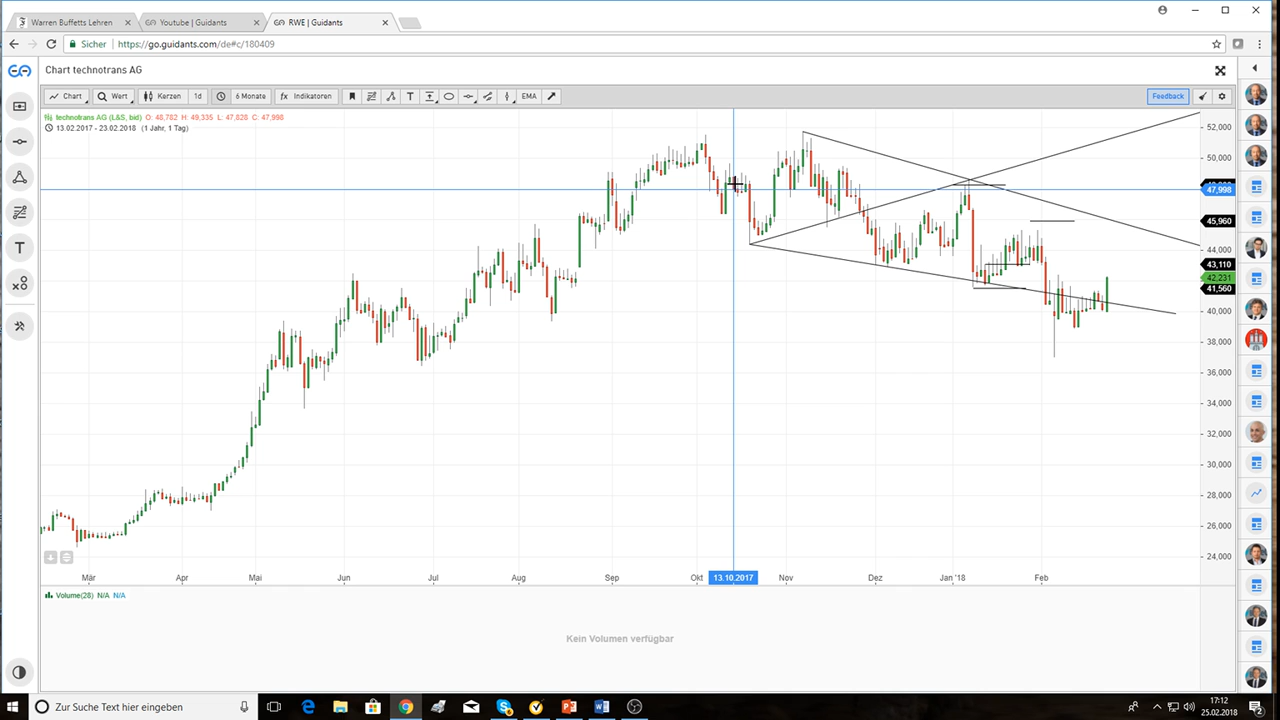 Warren Buffetts Lehren
Youtube | Guidants
RWE | Guidants
Sicher
https://go.guidants.com/de#c/180409
Chart technotrans AG
Chart
Wert
Kerzen
1d
6 Monate
fx Indikatoren
T
EMA
Feedback
technotrans AG (L&S, bid) O: 48,782 H: 49,335 L: 47,828 C: 47,998
13.02.2017 - 23.02.2018 (1 Jahr, 1 Tag)
52,000
50,000
47,998
45,960
44,000
43,110
42,231
41,560
40,000
38,000
36,000
34,000
32,000
30,000
28,000
26,000
24,000
Mär
Apr
Mai
Jun
Jul
Aug
Sep
Okt
13.10.2017
Nov
Dez
Jan '18
Feb
Volume(28) N/A N/A
Kein Volumen verfügbar
Zur Suche Text hier eingeben
17:12
25.02.2018